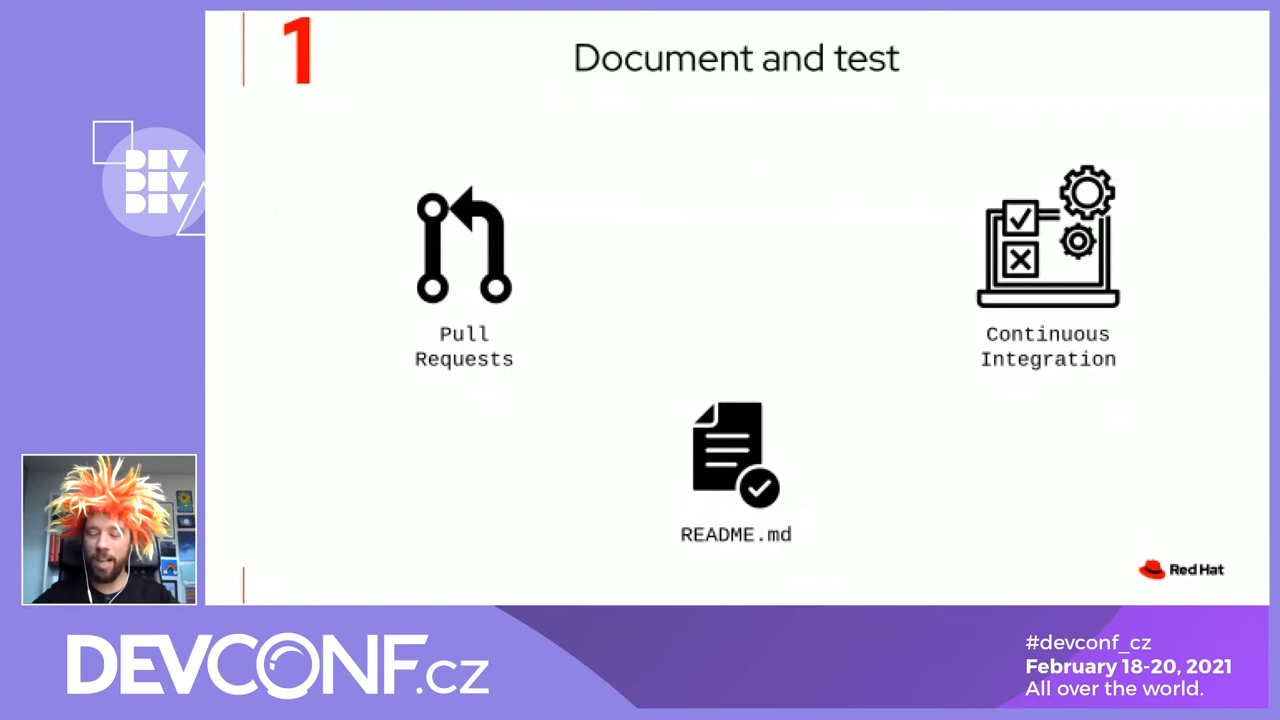 1
Document and test
DEV
DEV
DEV
Pull
Requests
Continuous
Integration
README.md
Red Hat
DEVCONF.cz
#devconf_cz
February 18-20, 2021
All over the world.